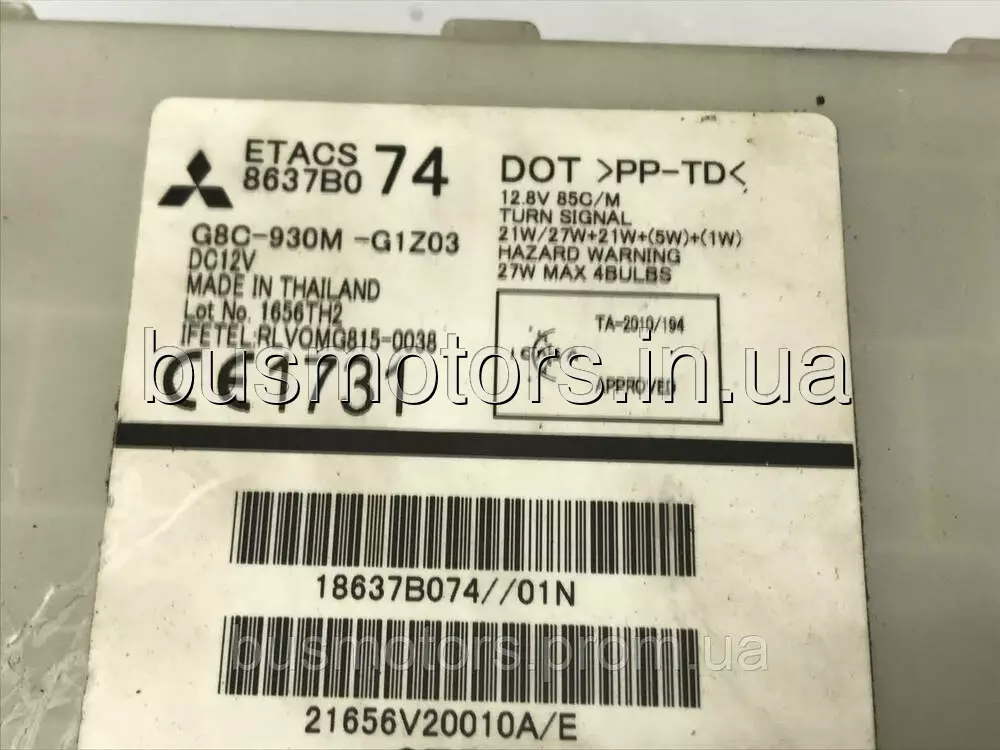 ETACS
8637B0 74
G8C-930M -G1Z03
DC12V
MADE IN THAILAND
Lot No. 1656TH2
IFETEL:RLVOMG815-0038
CE1731
DOT >PP-TD<
12.8V 85C/M
TURN SIGNAL
21W/27W+21W+(5W)+(1W)
HAZARD WARNING
27W MAX 4BULBS
TA-2010/194
APPROVED
busmotors.in.ua
18637B074//01N
busmotors.prom.ua
21656V20010A/E